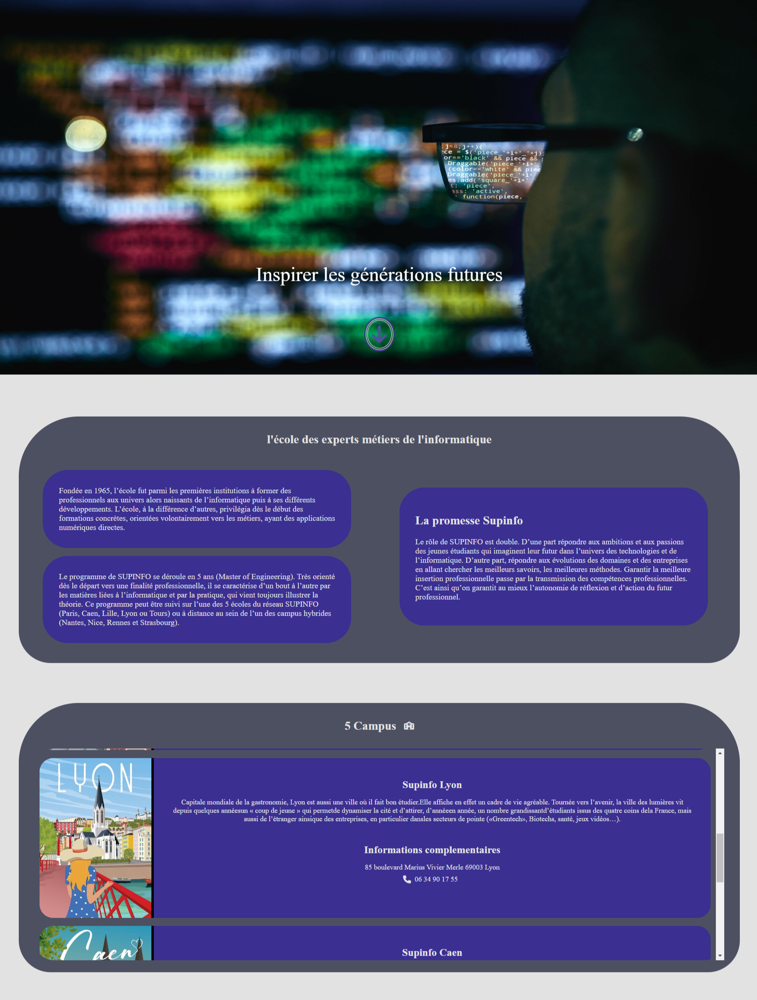 ;j<8;j++){
ce = $('piece_'+i+'_'+j)
or=='black' && piece &&
Draggable('piece_'+i+'
(color=='white' && piec
Draggable('piece_'+i+
es.add('square_'+i+'
t: 'piece',
ass: 'active',
function(piece,
Inspirer les générations futures
l'école des experts métiers de l'informatique
Fondée en 1965, l’école fut parmi les premières institutions à former des
professionnels aux univers alors naissants de l’informatique puis à ses différents
développements. L’école, à la différence d’autres, privilégia dès le début des
formations concrètes, orientées volontairement vers les métiers, ayant des applications
numériques directes.
Le programme de SUPINFO se déroule en 5 ans (Master of Engineering). Très orienté
dès le départ vers une finalité professionnelle, il se caractérise d’un bout à l’autre par
les matières liées à l’informatique et par la pratique, qui vient toujours illustrer la
théorie. Ce programme peut être suivi sur l’une des 5 écoles du réseau SUPINFO
(Paris, Caen, Lille, Lyon ou Tours) ou à distance au sein de l’un des campus hybrides
(Nantes, Nice, Rennes et Strasbourg).
La promesse Supinfo
Le rôle de SUPINFO est double. D’une part répondre aux ambitions et aux passions
des jeunes étudiants qui imaginent leur futur dans l’univers des technologies et de
l’informatique. D’autre part, répondre aux évolutions des domaines et des entreprises
en allant chercher les meilleurs savoirs, les meilleures méthodes. Garantir la meilleure
insertion professionnelle passe par la transmission des compétences professionnelles.
C’est ainsi qu’on garantit au mieux l’autonomie de réflexion et d’action du futur
professionnel.
5 Campus
LYON
Supinfo Lyon
Capitale mondiale de la gastronomie, Lyon est aussi une ville où il fait bon étudier.Elle affiche en effet un cadre de vie agréable. Tournée vers l’avenir, la ville des lumières vit
depuis quelques annéesun « coup de jeune » qui permetde dynamiser la cité et d’attirer, d’annéeen année, un nombre grandissantd’étudiants issus des quatre coins dela France, mais
aussi de l’étranger ainsique des entreprises, en particulier dansles secteurs de pointe («Greentech», Biotechs, santé, jeux vidéos…).
Informations complementaires
85 boulevard Marius Vivier Merle 69003 Lyon
06 34 90 17 55
Caen
Supinfo Caen